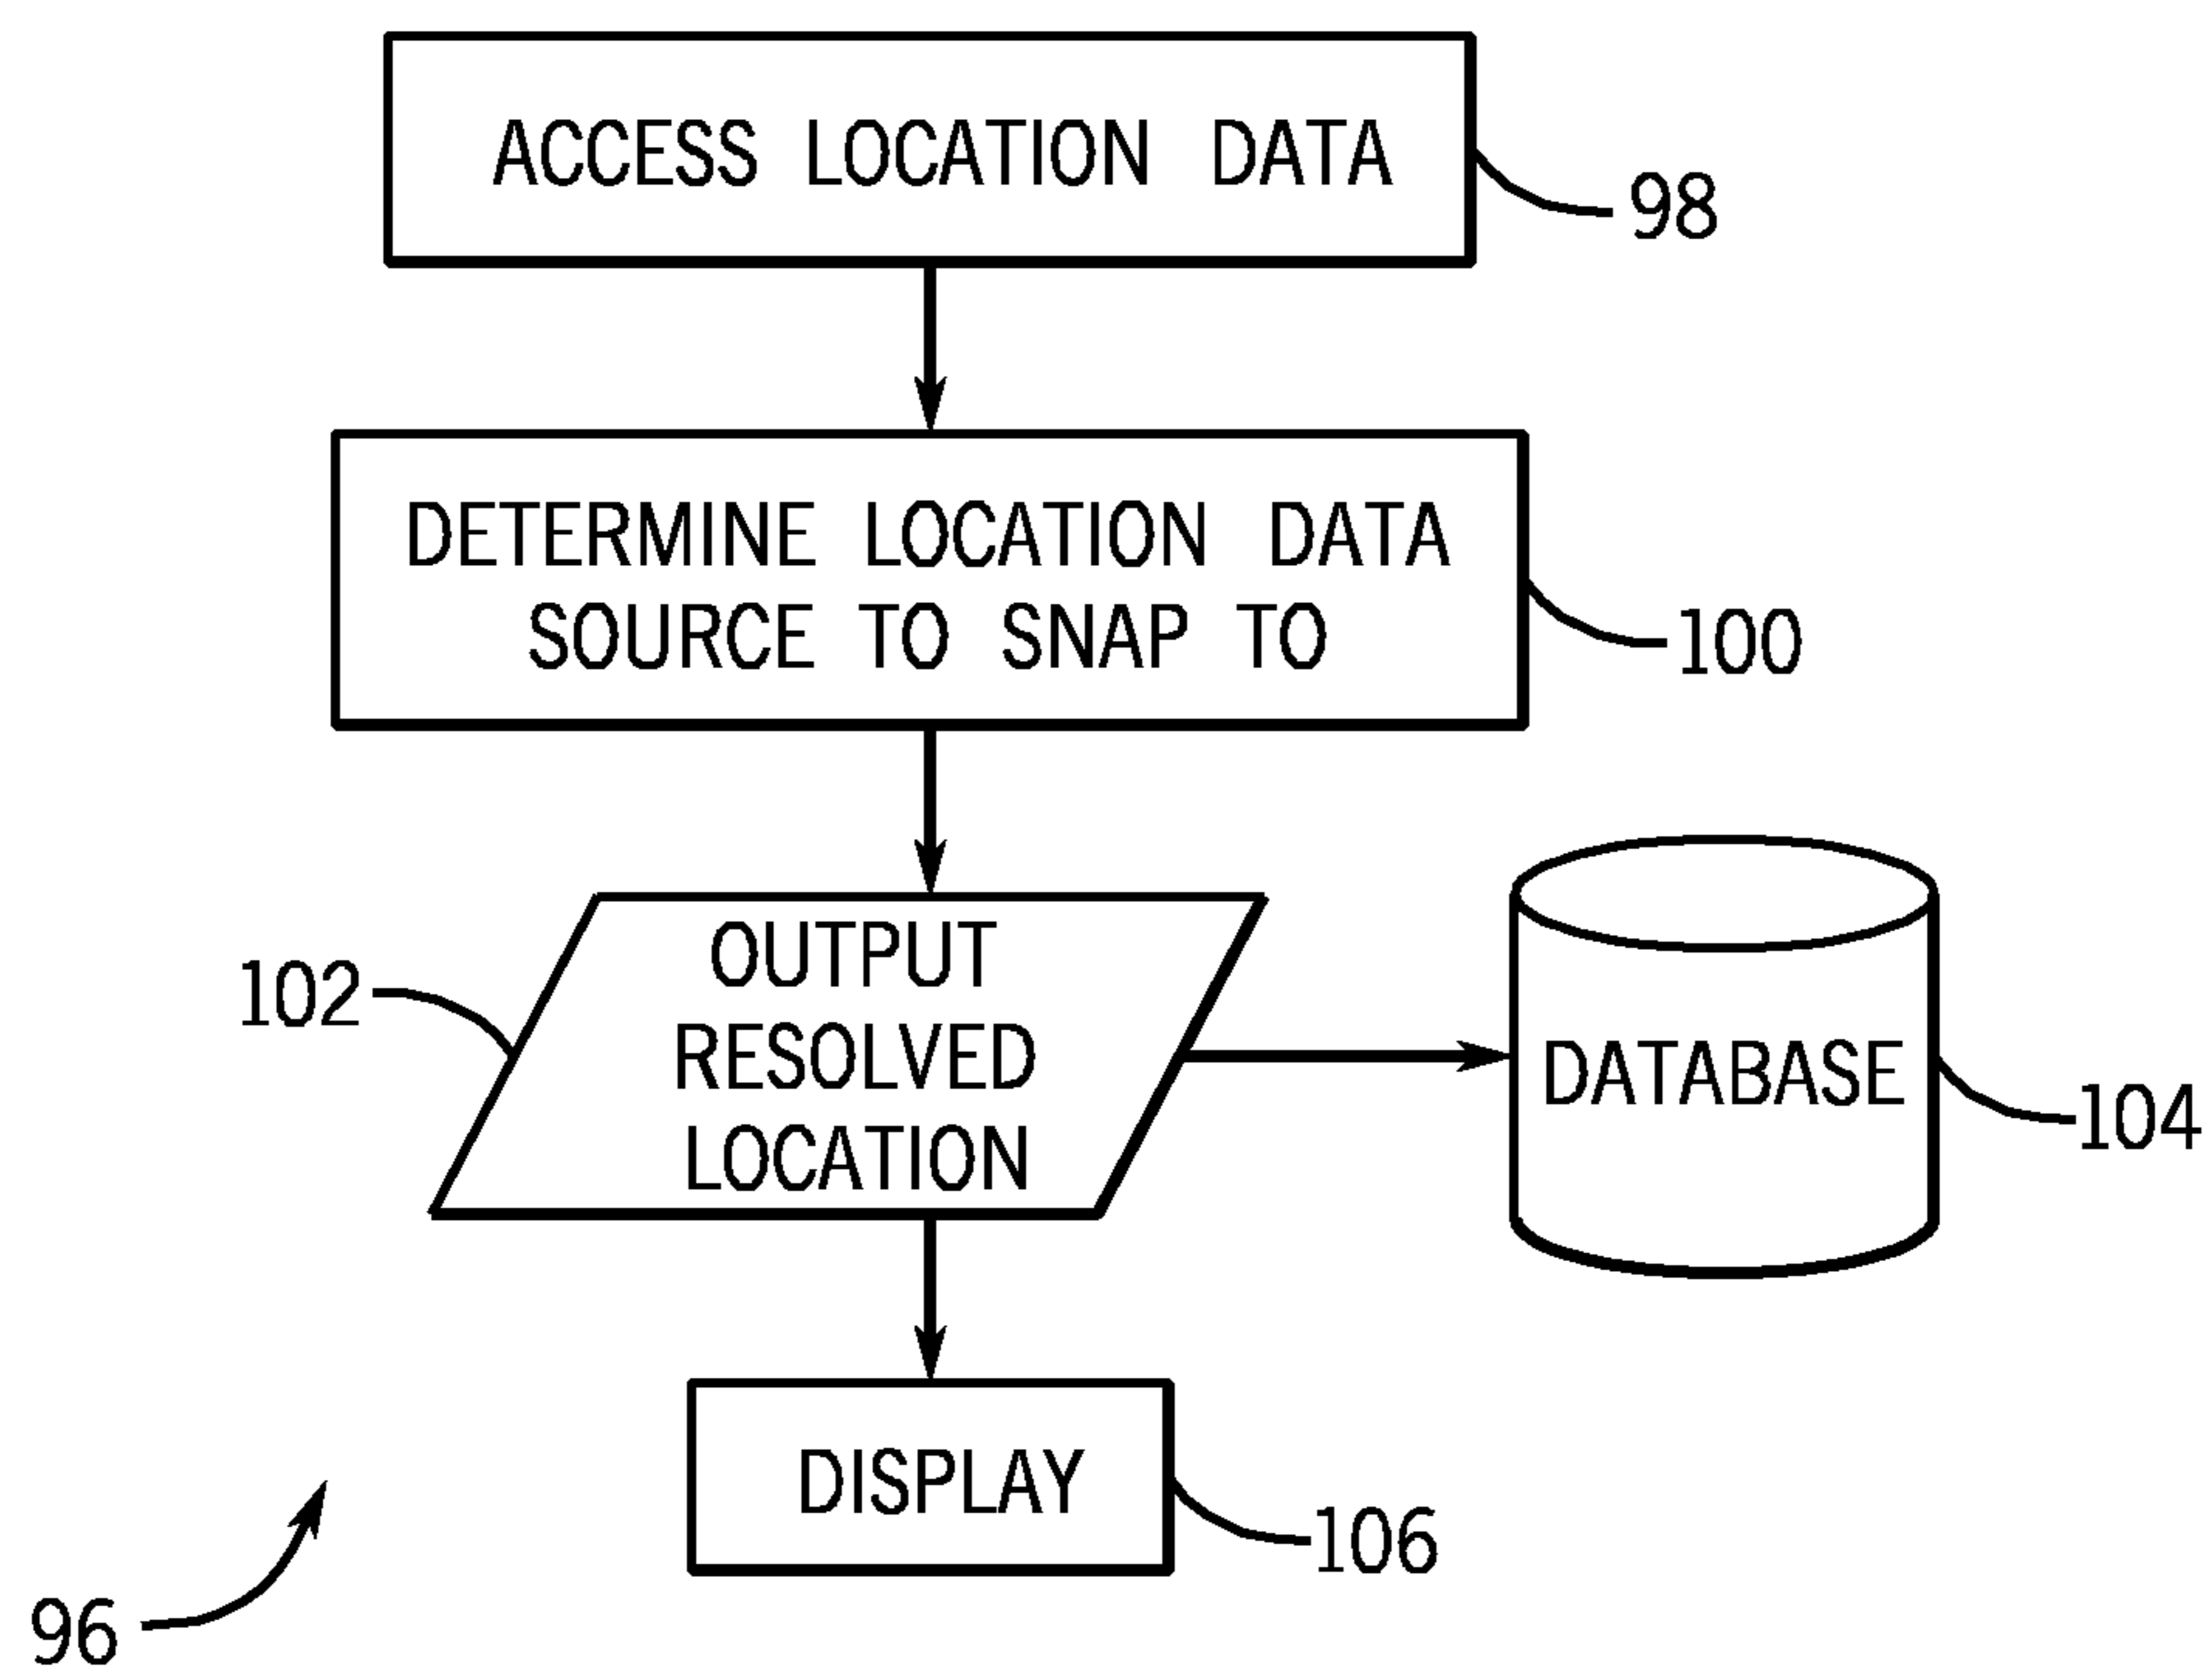 ACCESS LOCATION DATA
98
DETERMINE LOCATION DATA
SOURCE TO SNAP TO
100
OUTPUT
RESOLVED
LOCATION
102
DATABASE
104
DISPLAY
106
96